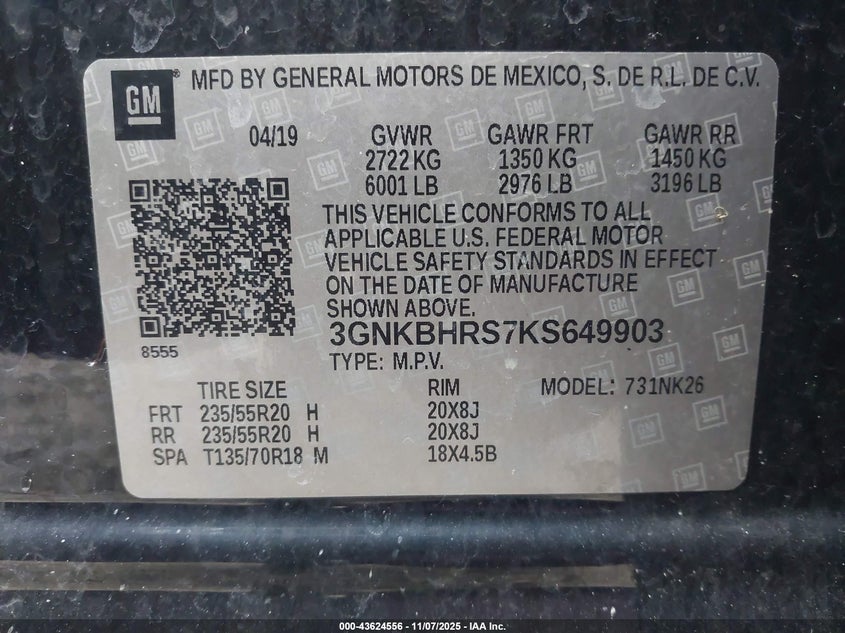 GM
® MFD BY GENERAL MOTORS DE MEXICO, S. DE R.L. DE C.V.
04/19 GVWR GAWR FRT GAWR RR
2722 KG 1350 KG 1450 KG
6001 LB 2976 LB 3196 LB
THIS VEHICLE CONFORMS TO ALL
APPLICABLE U.S. FEDERAL MOTOR
VEHICLE SAFETY STANDARDS IN EFFECT
ON THE DATE OF MANUFACTURE
SHOWN ABOVE.
3GNKBHRS7KS649903
8555
TYPE: M.P.V.
TIRE SIZE RIM MODEL: 731NK26
FRT 235/55R20 H 20X8J
RR 235/55R20 H 20X8J
SPA T135/70R18 M 18X4.5B
000-43624556 - 11/07/2025 - IAA Inc.